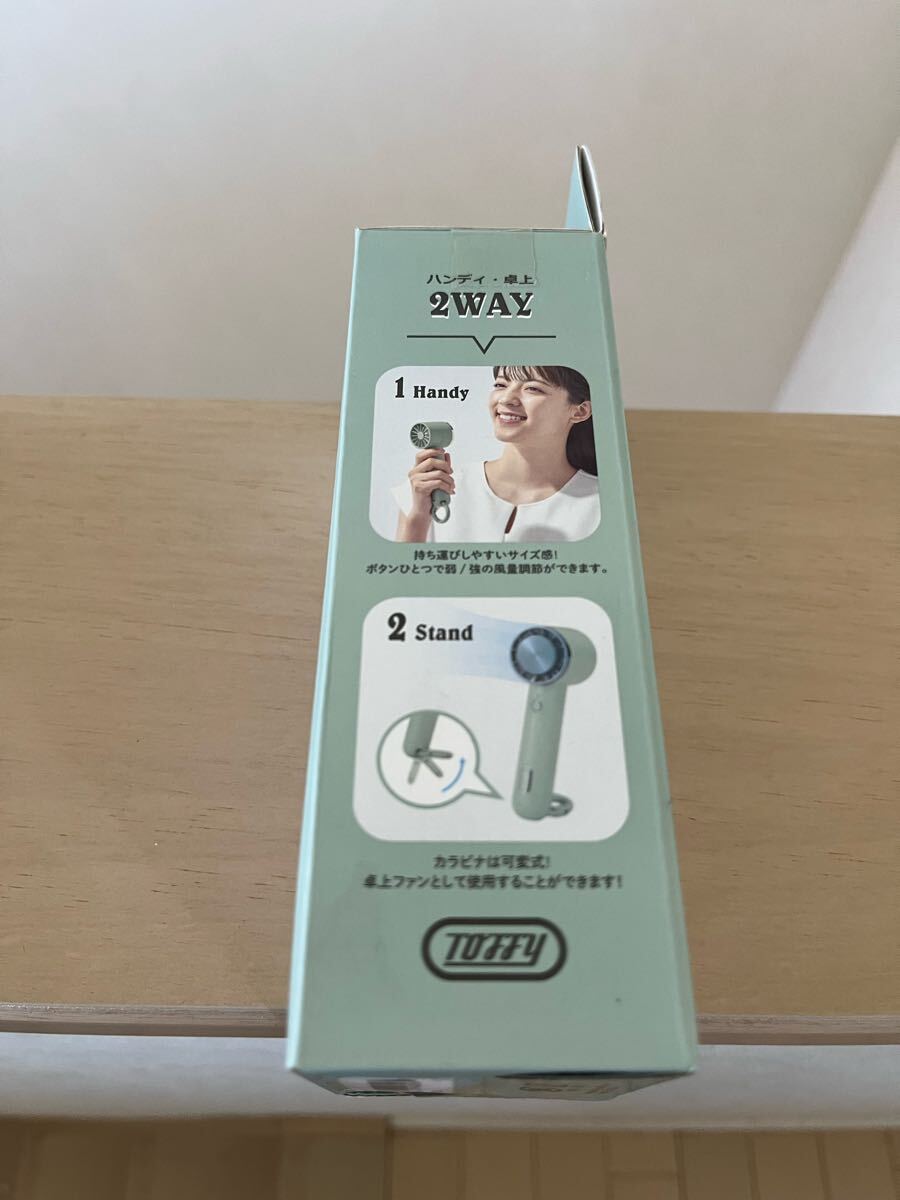 ハンディ・卓上
2WAY
1 Handy
持ち運びしやすいサイズ感!
ボタンひとつで弱/強の風量調節ができます。
2 Stand
カラビナは可変式!
卓上ファンとして使用することができます!
TOFFY